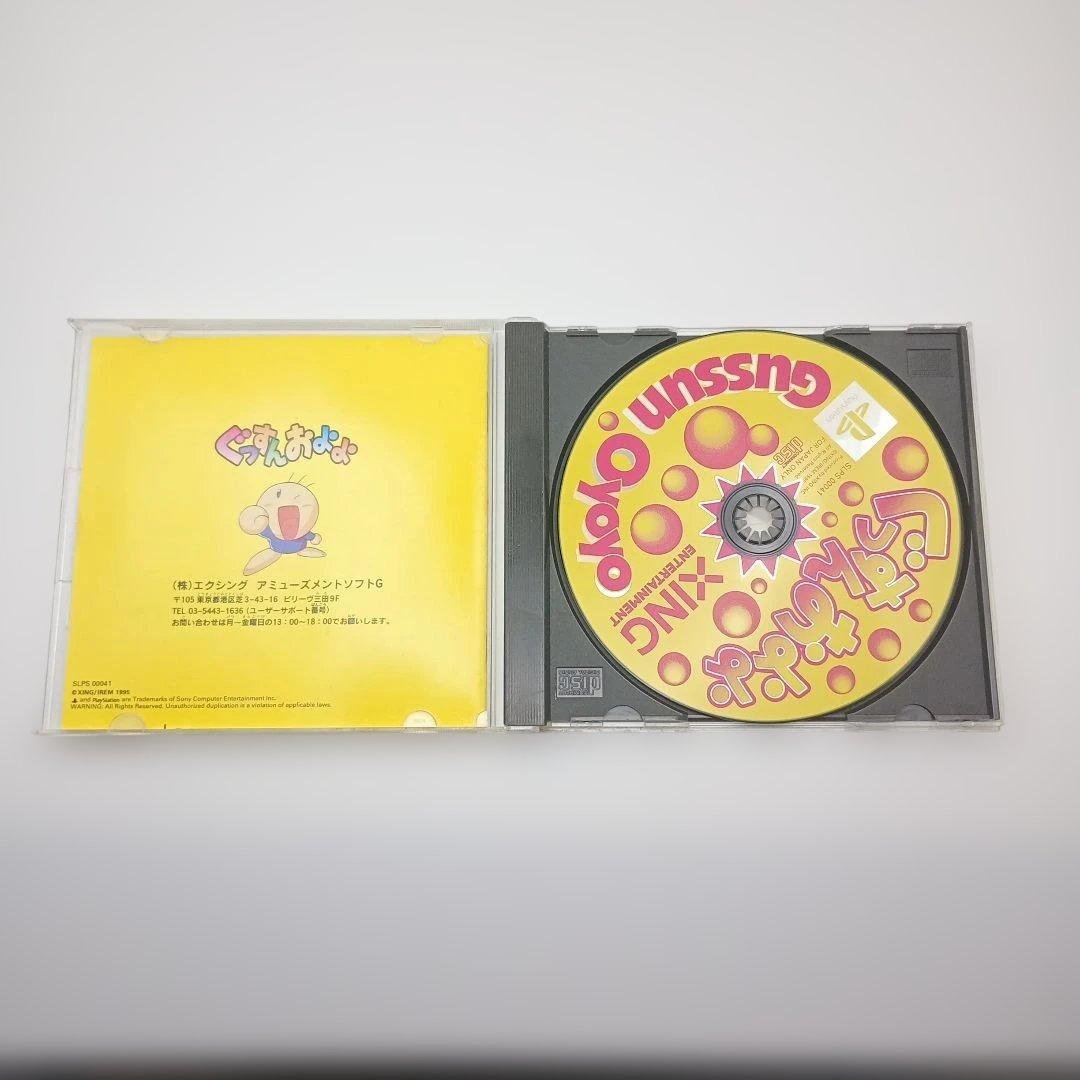 ぐっすんおよよ
(株)エクシング アミューズメントソフトG
〒105 東京都港区芝3-43-16 ビリーヴ三田9F
TEL 03-5443-1636 (ユーザーサポート番号)
お問い合わせは月~金曜日の13:00~18:00でお願いします。
SLPS 00041
©XING/IREM 1995
and PlayStation are Trademarks of Sony Computer Entertainment Inc.
WARNING: All Rights Reserved. Unauthorized duplication is a violation of applicable laws.
GUSSUN OYOYO
PlayStation
disc
FOR JAPAN ONLY
SLPS 00041
XING
ENTERTAINMENT
ぐっすんおよよ
disc